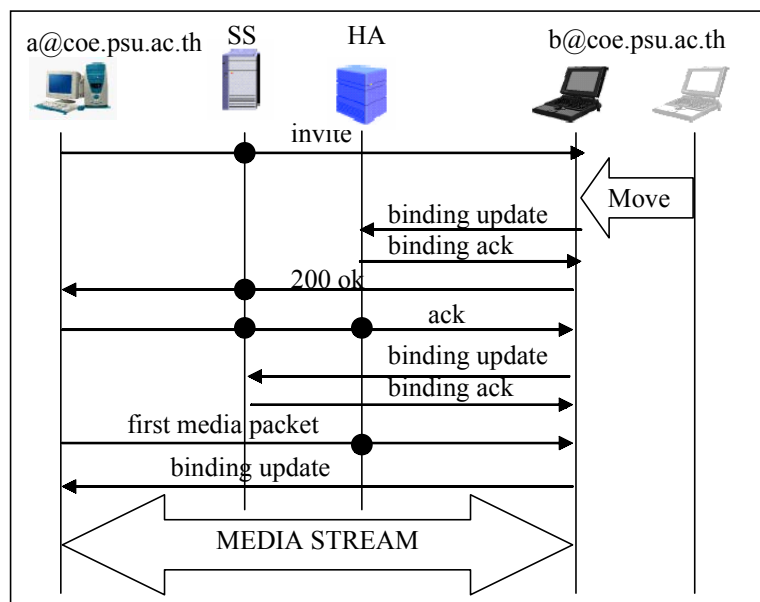 a@coe.psu.ac.th
SS
HA
b@coe.psu.ac.th
invite
Move
binding update
binding ack
200 ok
ack
binding update
binding ack
first media packet
binding update
MEDIA STREAM